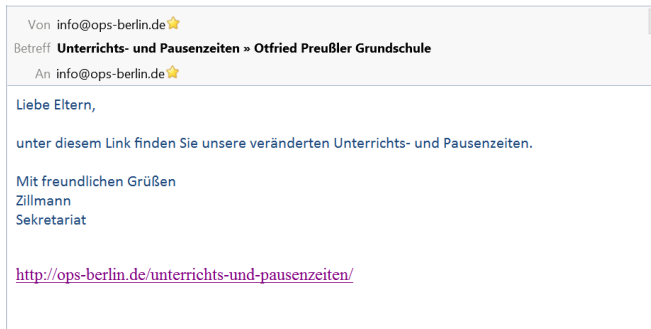 Von info@ops-berlin.de
Betreff Unterrichts- und Pausenzeiten » Otfried Preußler Grundschule
An info@ops-berlin.de
Liebe Eltern,
unter diesem Link finden Sie unsere veränderten Unterrichts- und Pausenzeiten.
Mit freundlichen Grüßen
Zillmann
Sekretariat
http://ops-berlin.de/unterrichts-und-pausenzeiten/